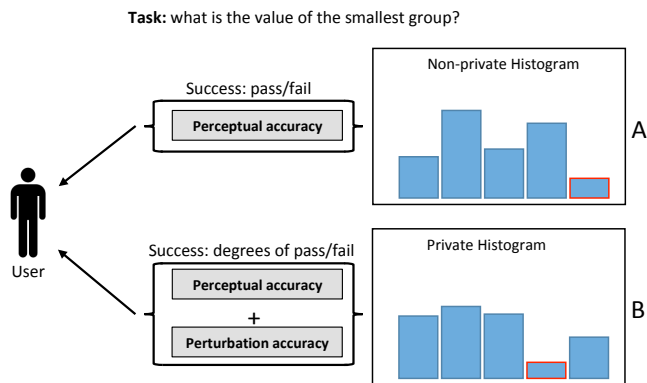 Task: what is the value of the smallest group?
Success: pass/fail
Perceptual accuracy
Non-private Histogram
A
User
Success: degrees of pass/fail
Perceptual accuracy
+
Perturbation accuracy
Private Histogram
B